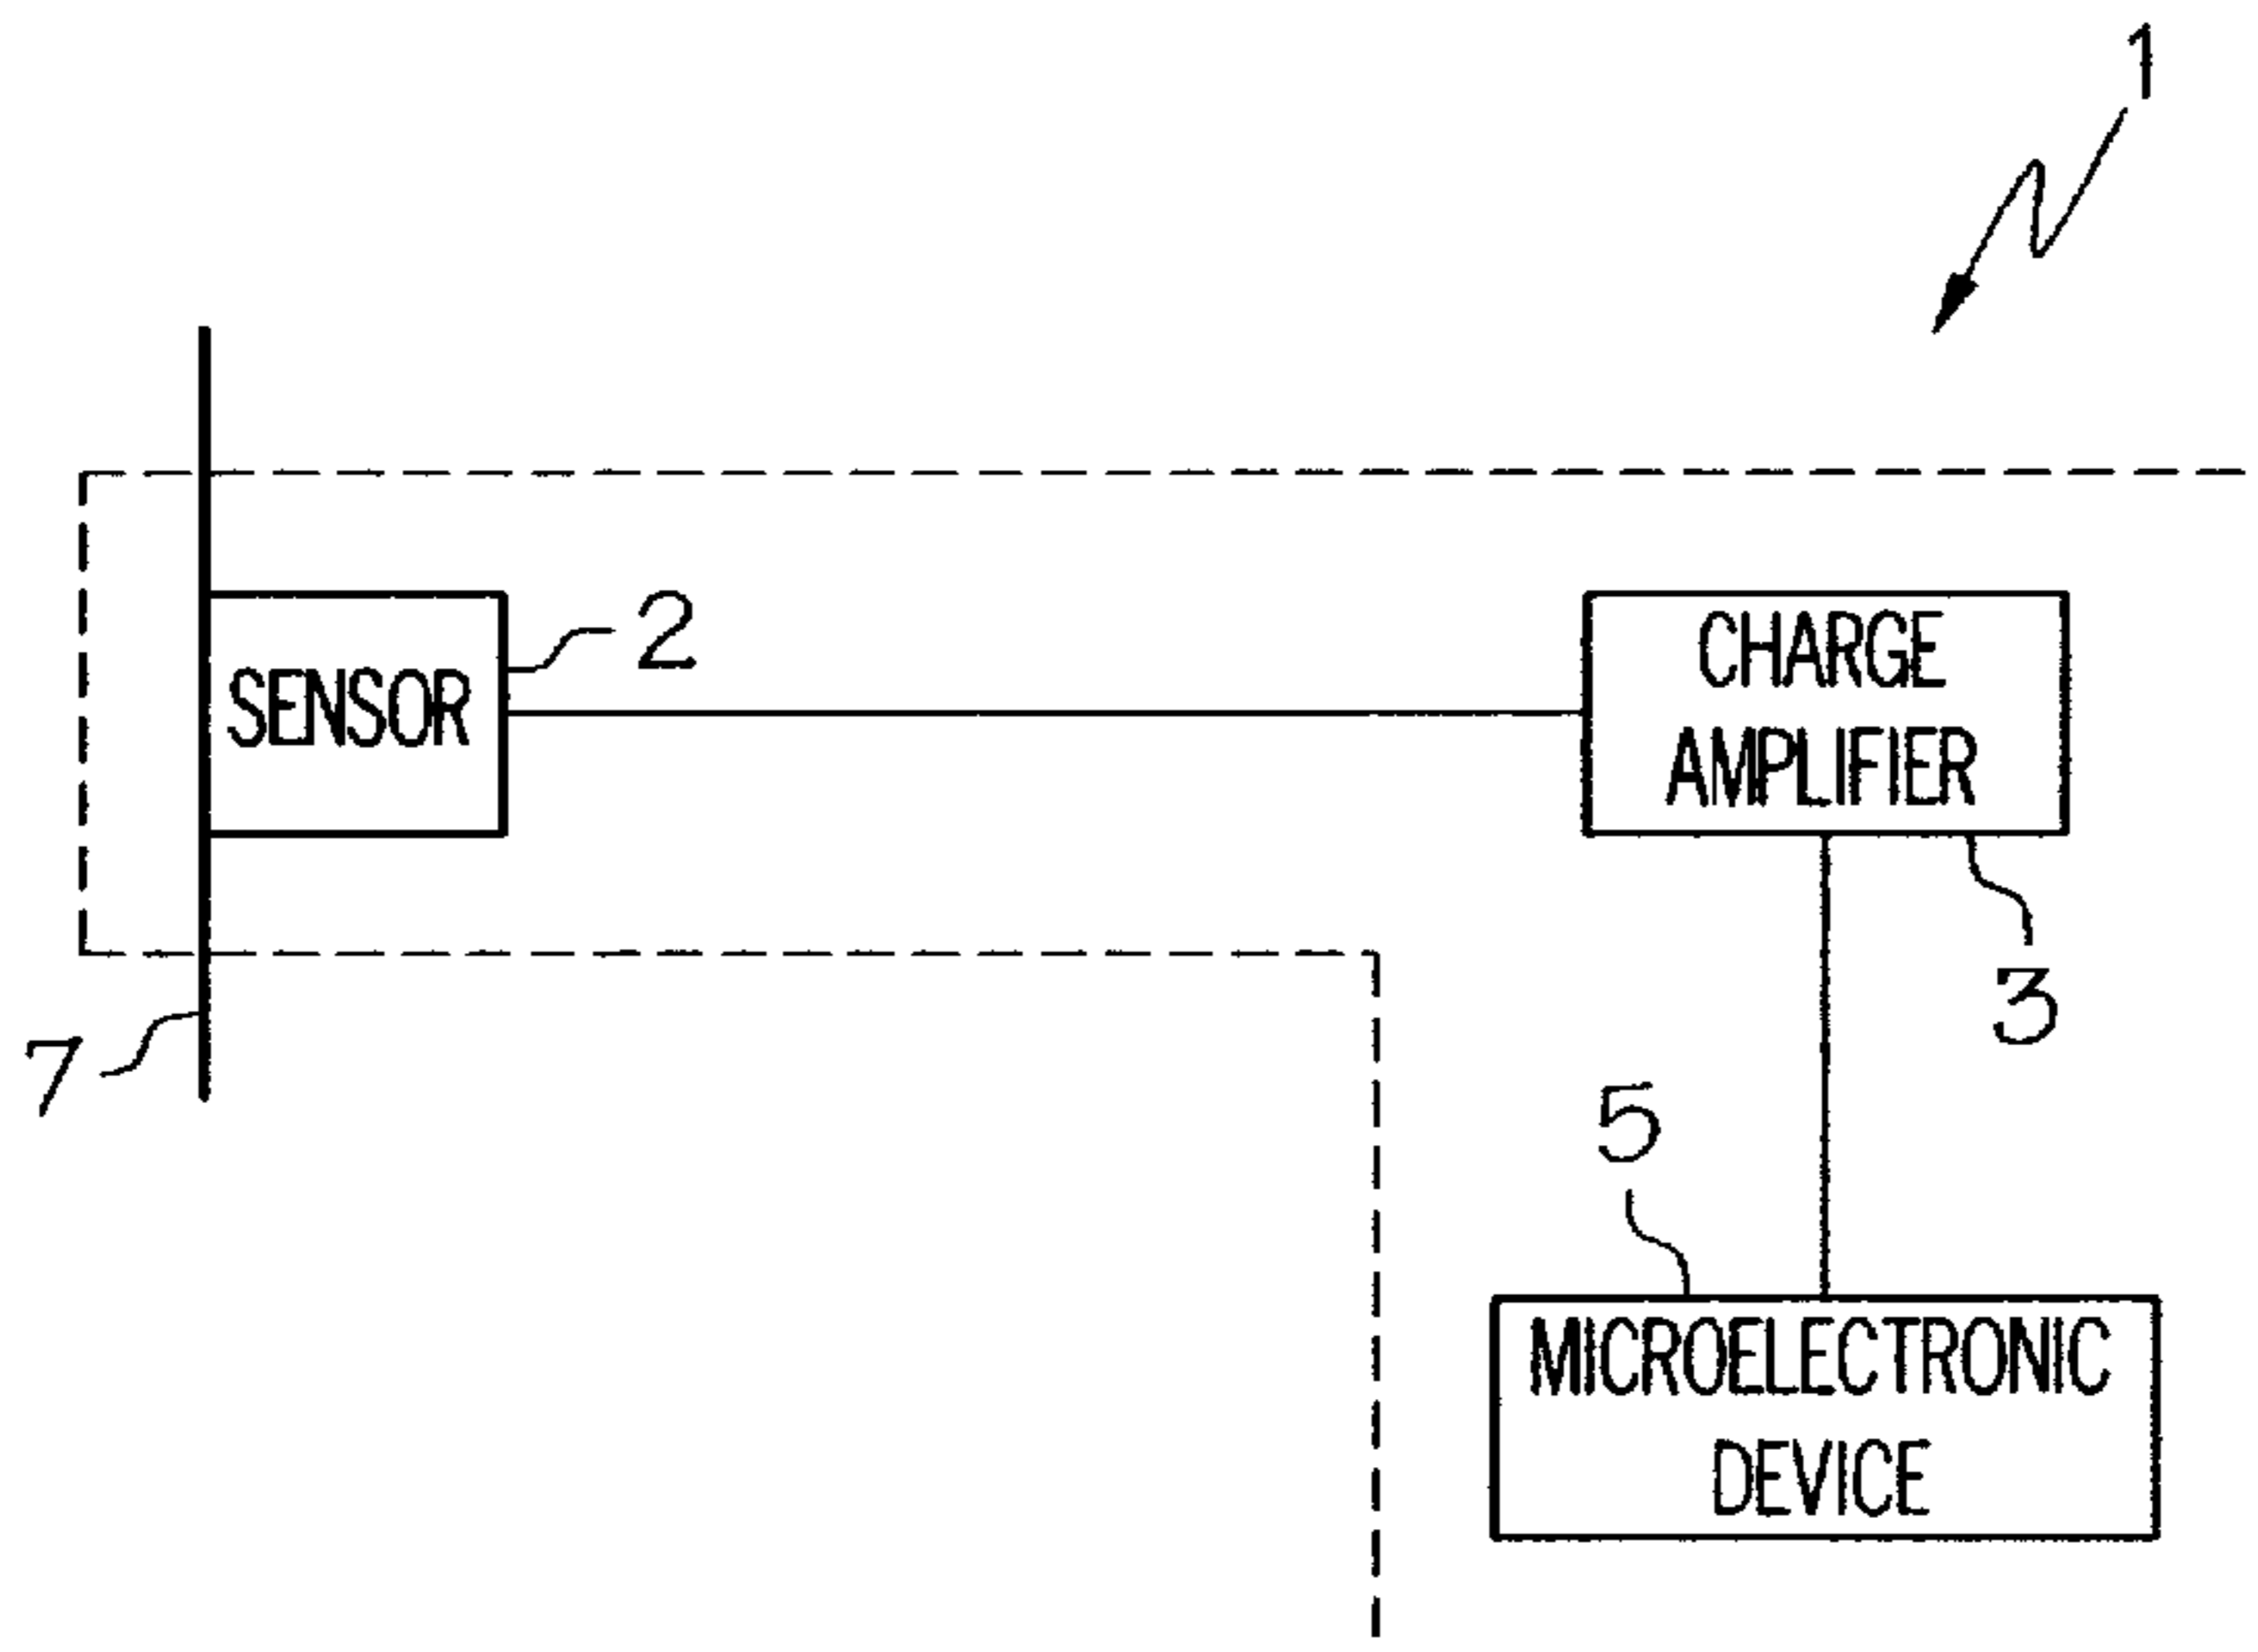 1
SENSOR
2
CHARGE
AMPLIFIER
3
7
5
MICROELECTRONIC
DEVICE